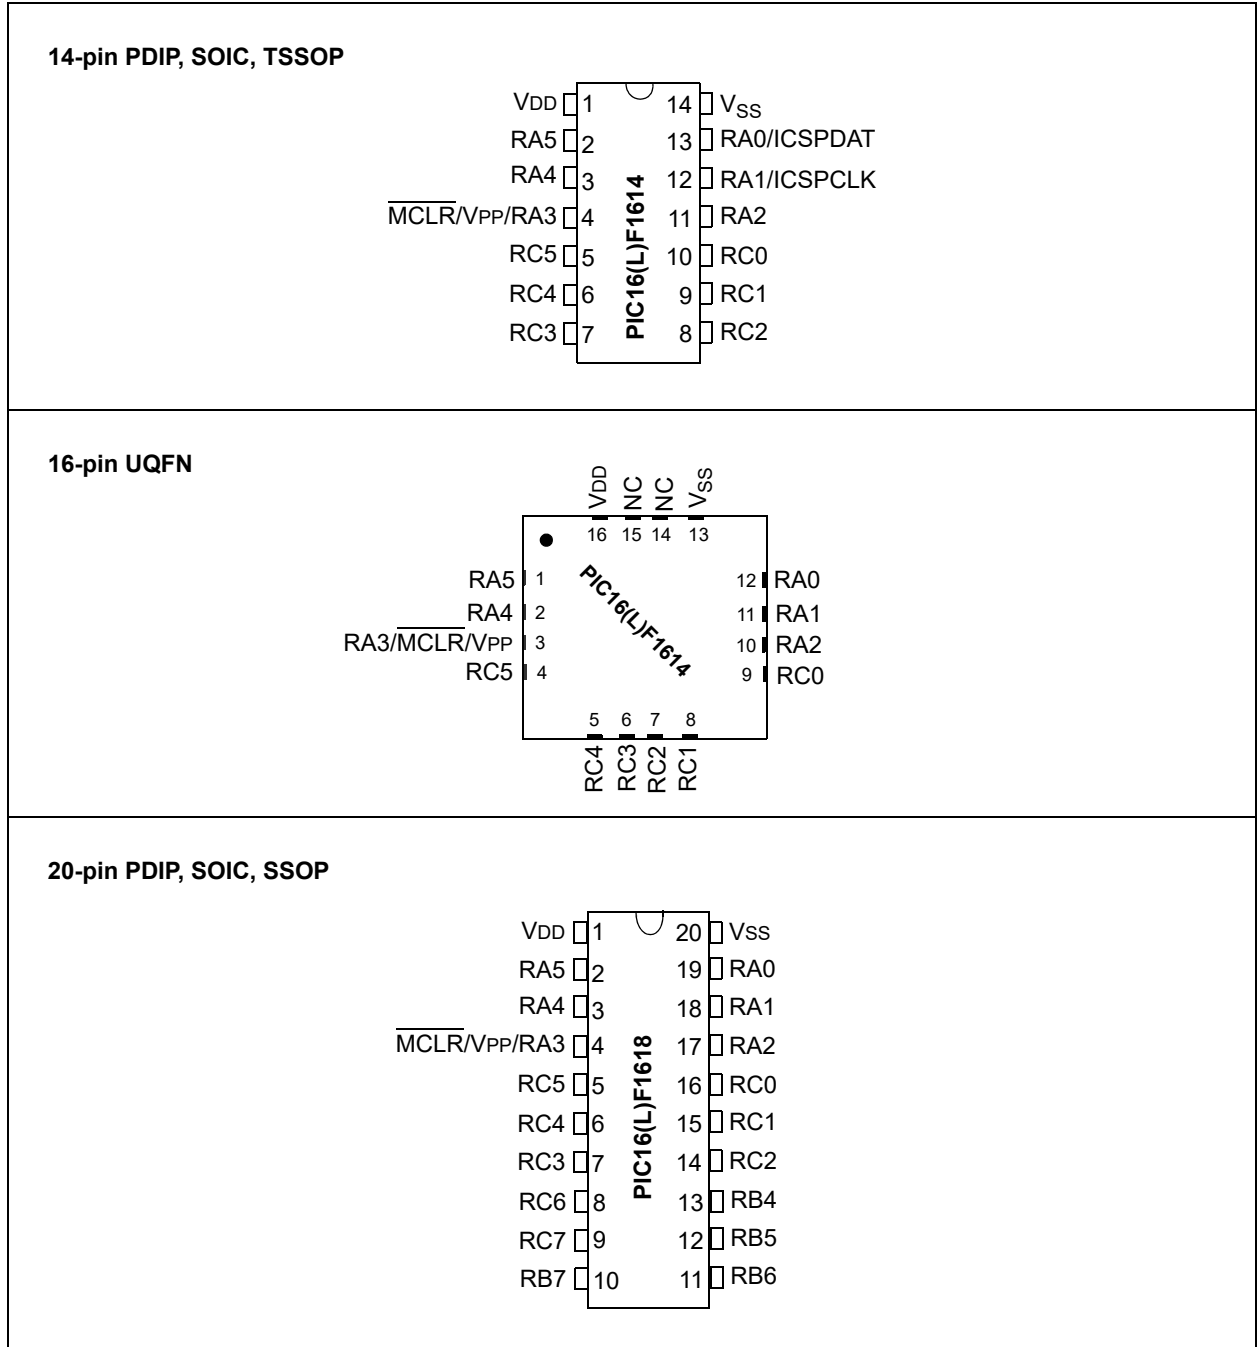 14-pin PDIP, SOIC, TSSOP
VDD 1 14 VSS
RA5 2 13 RA0/ICSPDAT
RA4 3 12 RA1/ICSPCLK
MCLR/VPP/RA3 4 11 RA2
RC5 5 10 RC0
RC4 6 9 RC1
RC3 7 8 RC2
PIC16(L)F1614
16-pin UQFN
VDD NC NC VSS
16 15 14 13
RA5 1 12 RA0
RA4 2 11 RA1
RA3/MCLR/VPP 3 10 RA2
RC5 4 9 RC0
PIC16(L)F1614
5 6 7 8
RC4 RC3 RC2 RC1
20-pin PDIP, SOIC, SSOP
VDD 1 20 VSS
RA5 2 19 RA0
RA4 3 18 RA1
MCLR/VPP/RA3 4 17 RA2
RC5 5 16 RC0
RC4 6 15 RC1
RC3 7 14 RC2
RC6 8 13 RB4
RC7 9 12 RB5
RB7 10 11 RB6
PIC16(L)F1618